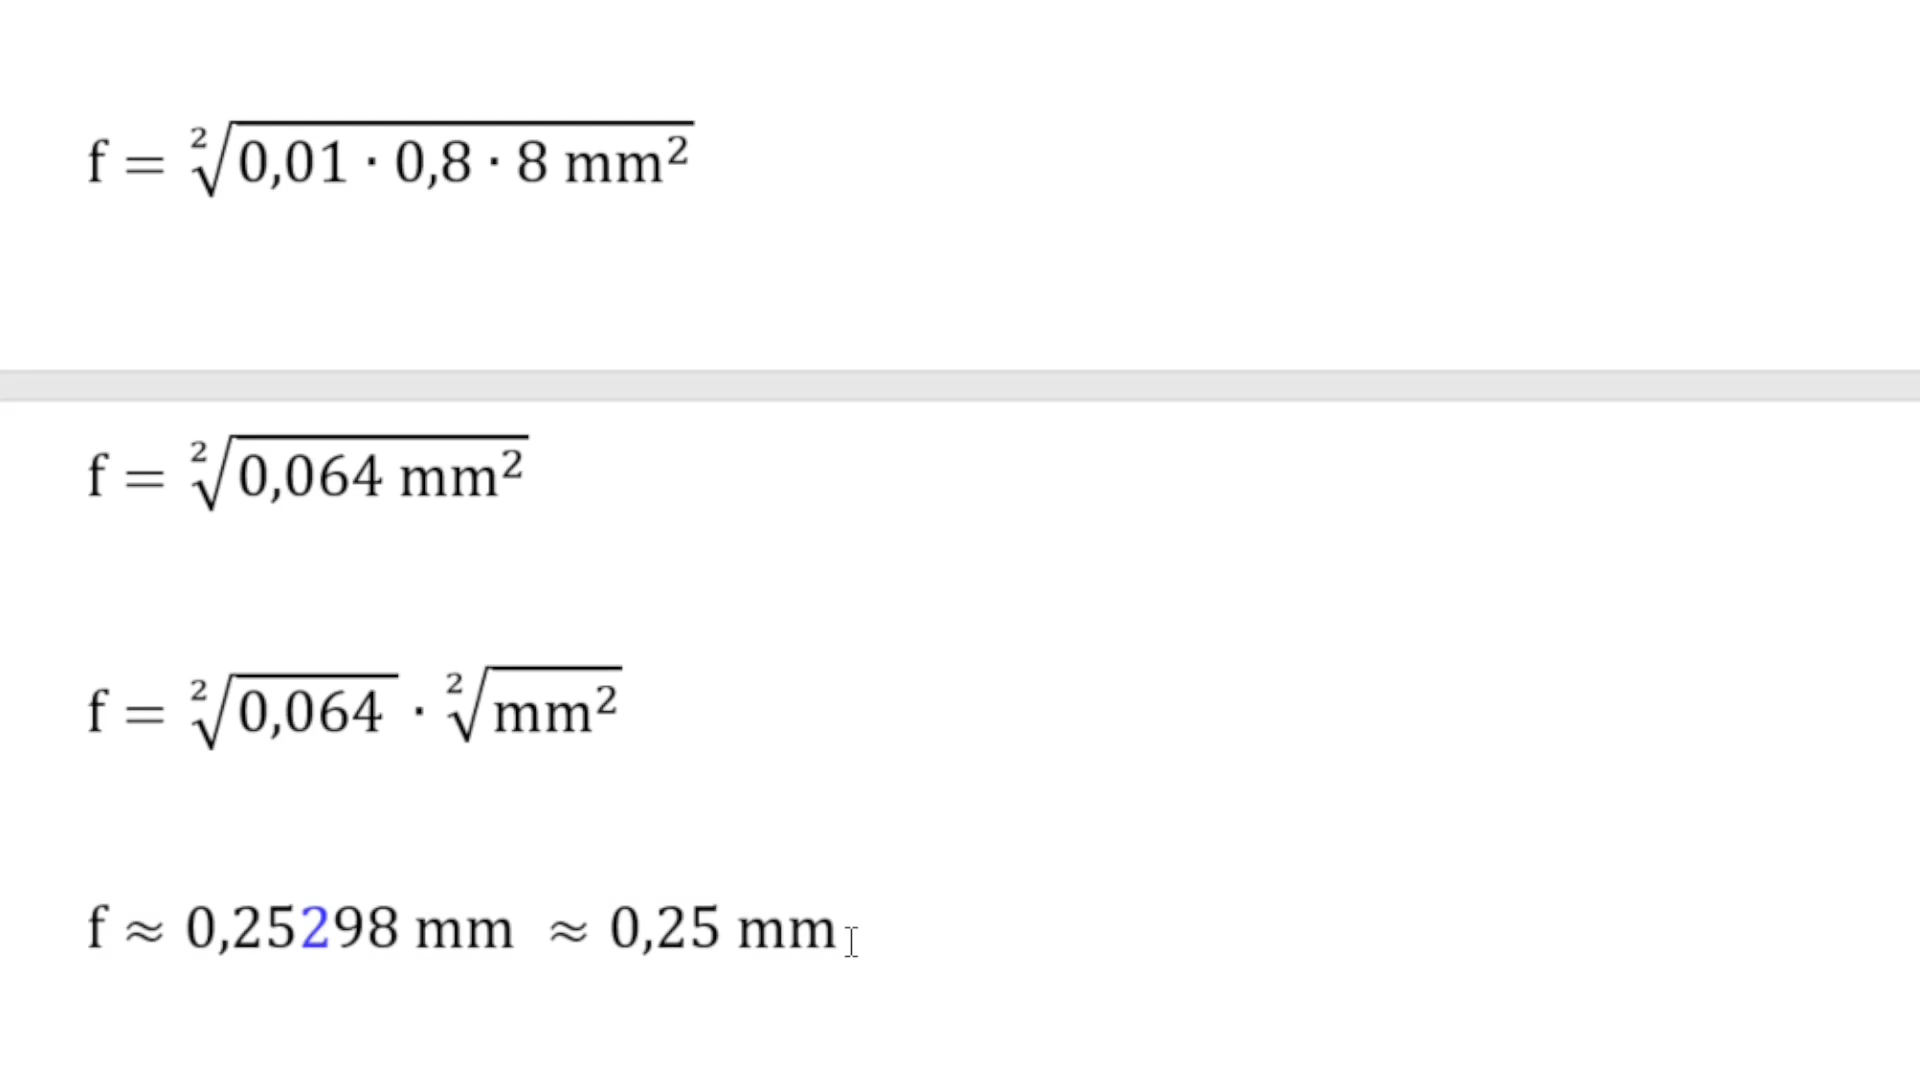 f = ²√0,01 · 0,8 · 8 mm²
f = ²√0,064 mm²
f = ²√0,064 · ²√mm²
f ≈ 0,25298 mm ≈ 0,25 mm